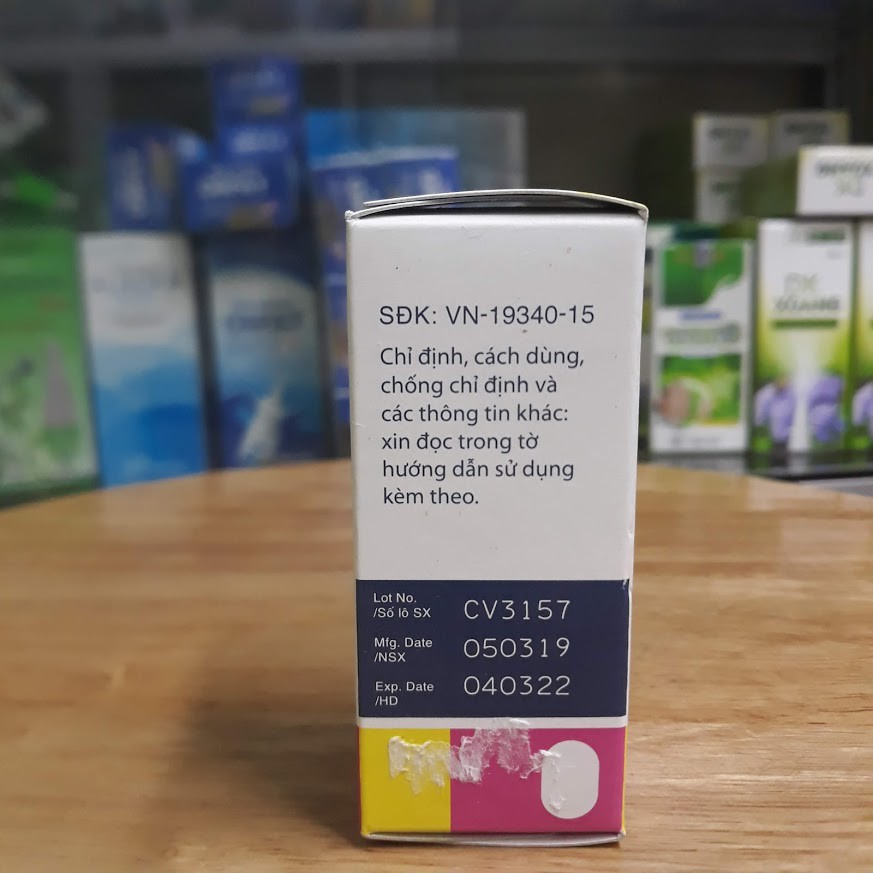 SĐK: VN-19340-15
Chỉ định, cách dùng,
chống chỉ định và
các thông tin khác:
xin đọc trong tờ
hướng dẫn sử dụng
kèm theo.
Lot No.
/Số lô SX CV3157
Mfg. Date
/NSX 050319
Exp. Date
/HD 040322
XOANG